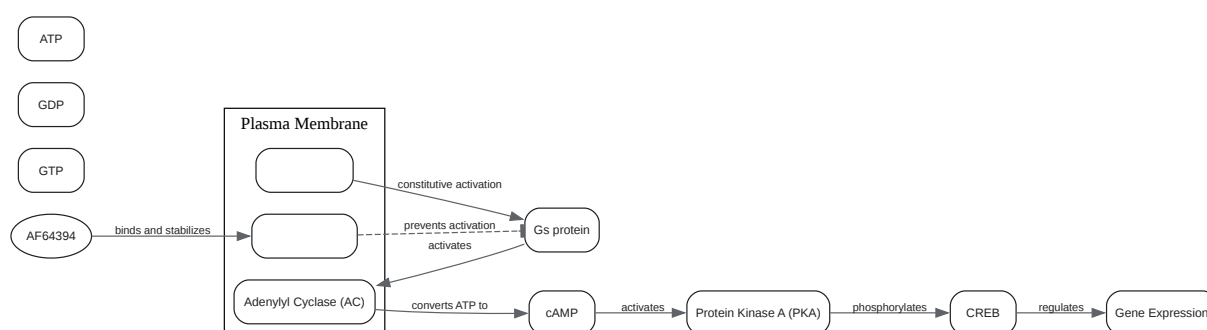 ATP
GDP
GTP
AF64394
binds and stabilizes
Plasma Membrane
Adenylyl Cyclase (AC)
constitutive activation
prevents activation
activates
Gs protein
converts ATP to
cAMP
activates
Protein Kinase A (PKA)
phosphorylates
CREB
regulates
Gene Expression